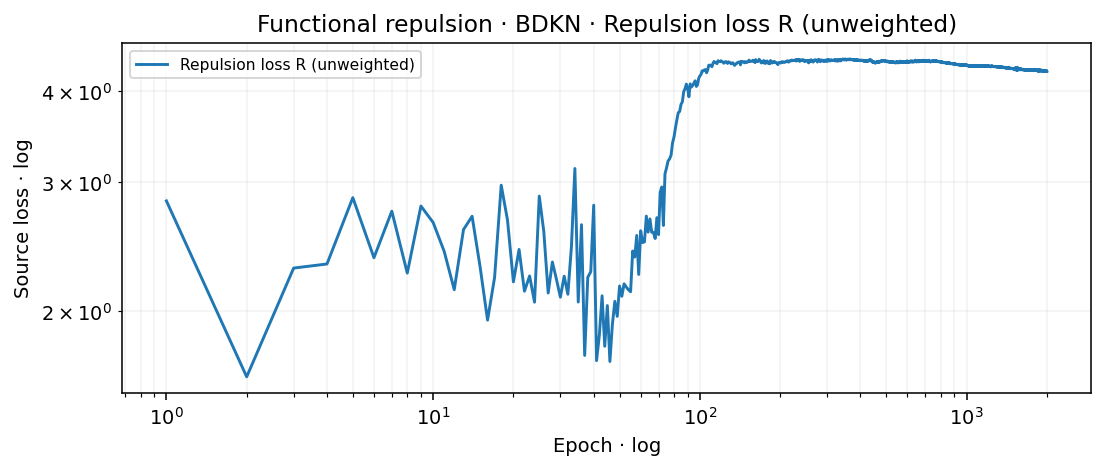 Functional repulsion · BDKN · Repulsion loss R (unweighted)
Repulsion loss R (unweighted)
Source loss · log
4 × 10⁰
3 × 10⁰
2 × 10⁰
10⁰
10¹
10²
10³
Epoch · log